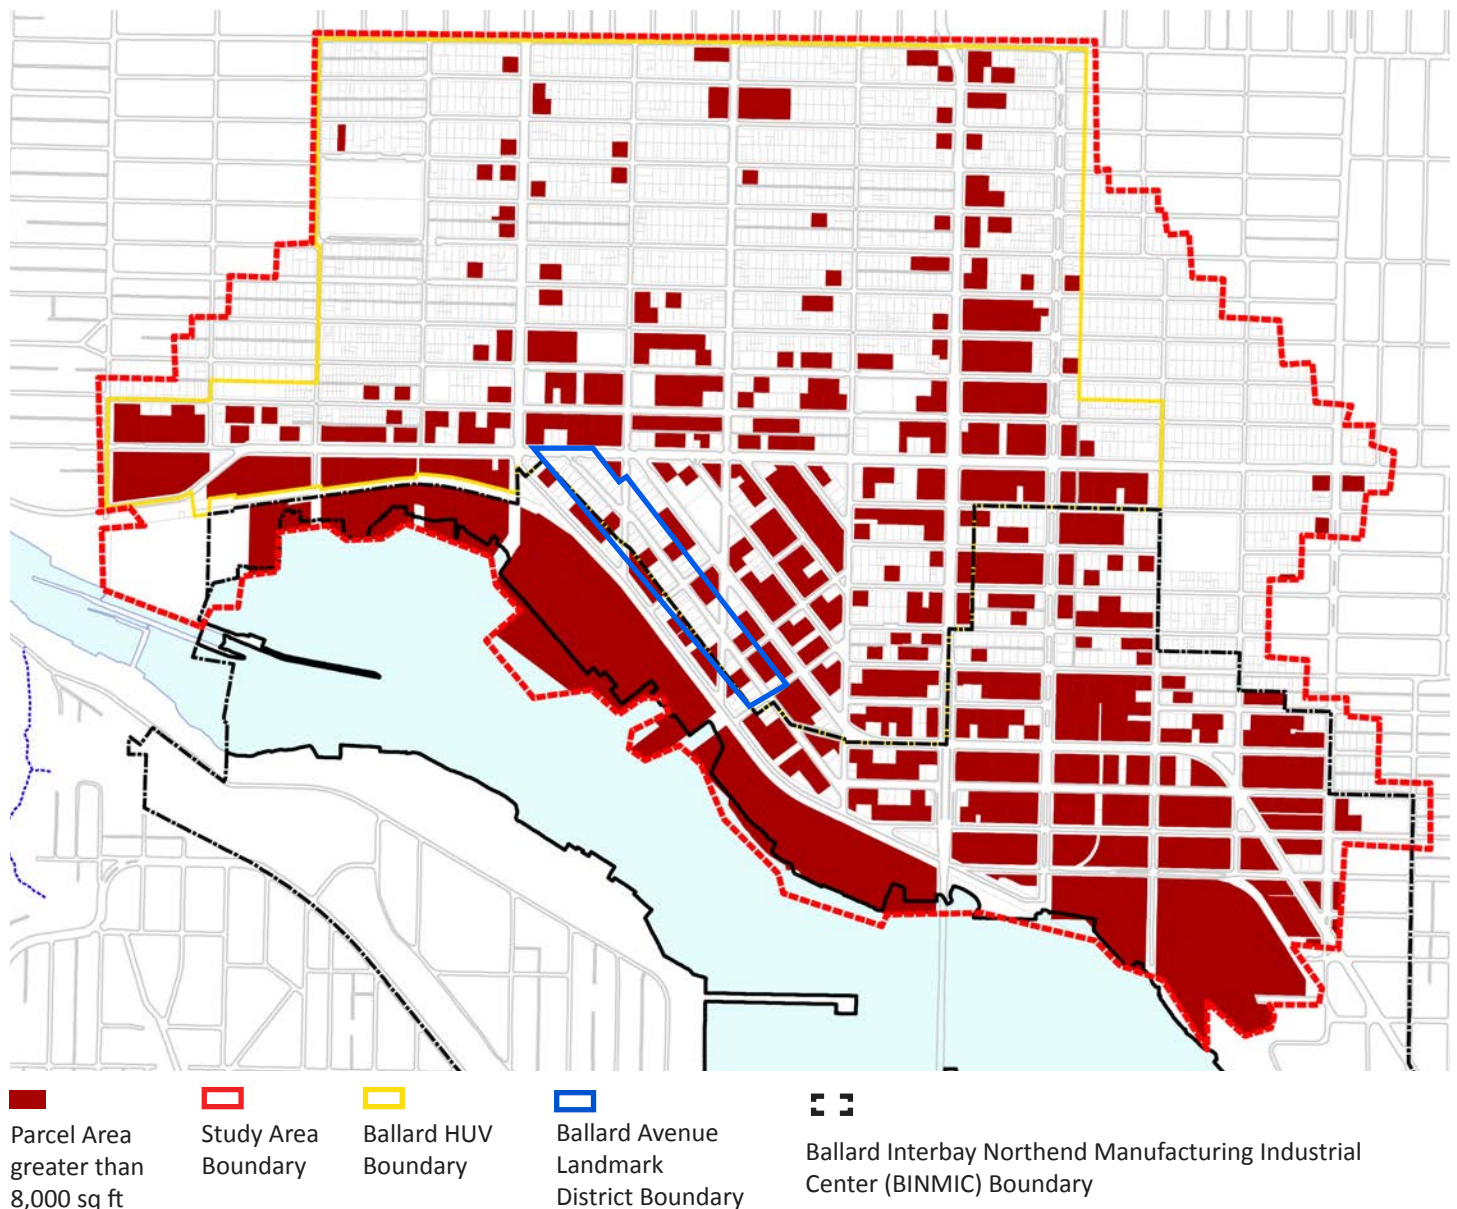 Parcel Area
greater than
8,000 sq ft
Study Area
Boundary
Ballard HUV
Boundary
Ballard Avenue
Landmark
District Boundary
Ballard Interbay Northend Manufacturing Industrial
Center (BINMIC) Boundary